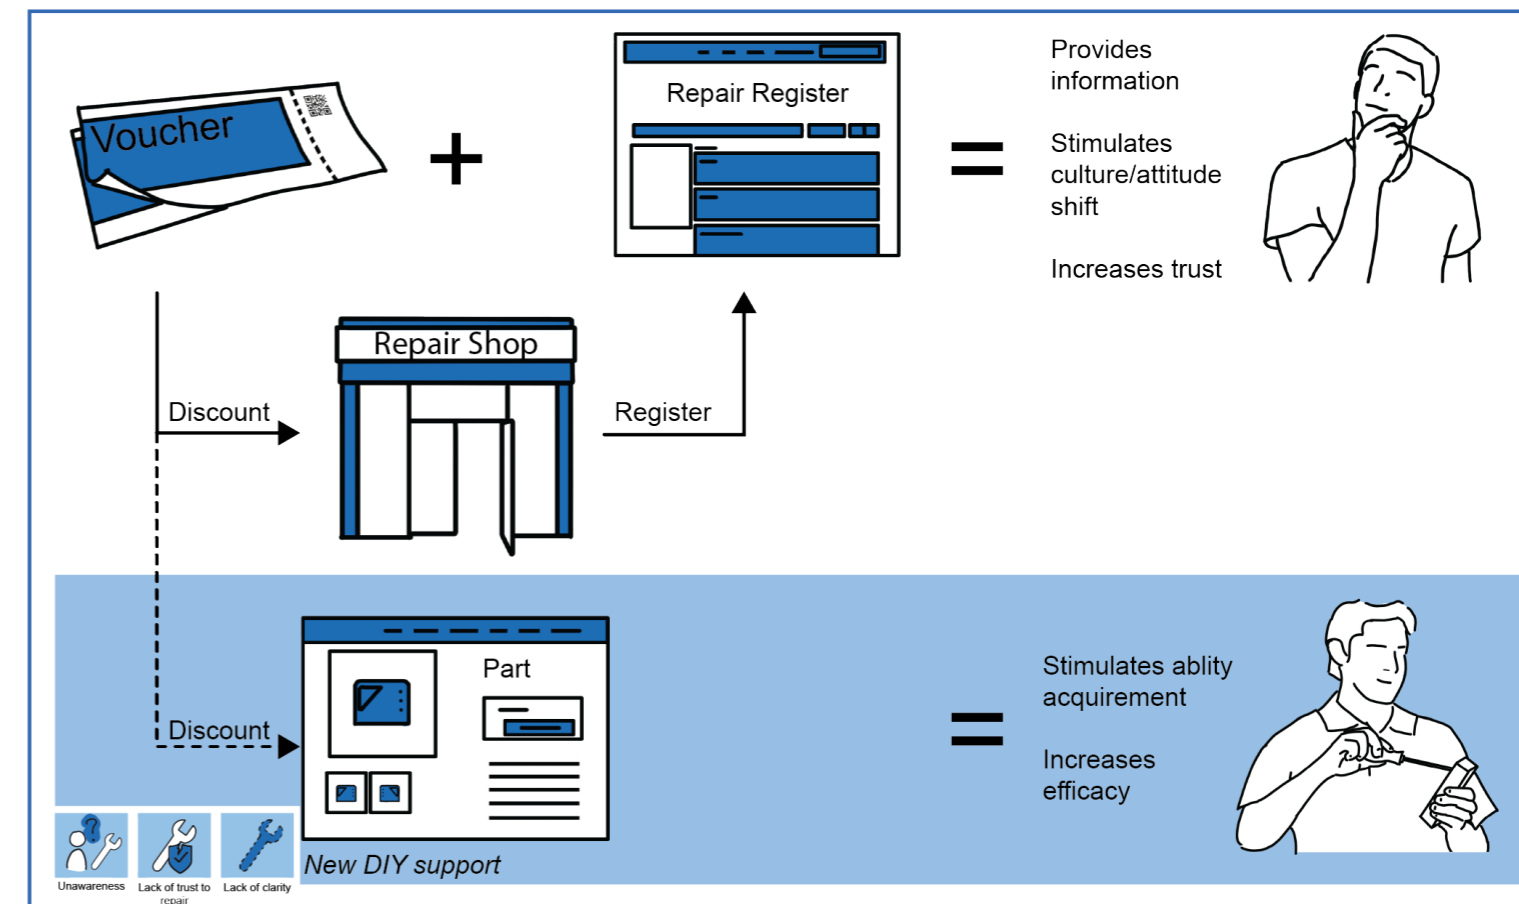 Voucher
Repair Register
Provides
information
Stimulates
culture/attitude
shift
Increases trust
Repair Shop
Discount
Register
Part
Discount
Stimulates ablity
acquirement
Increases
efficacy
New DIY support
Unawareness
Lack of trust to
repair
Lack of clarity